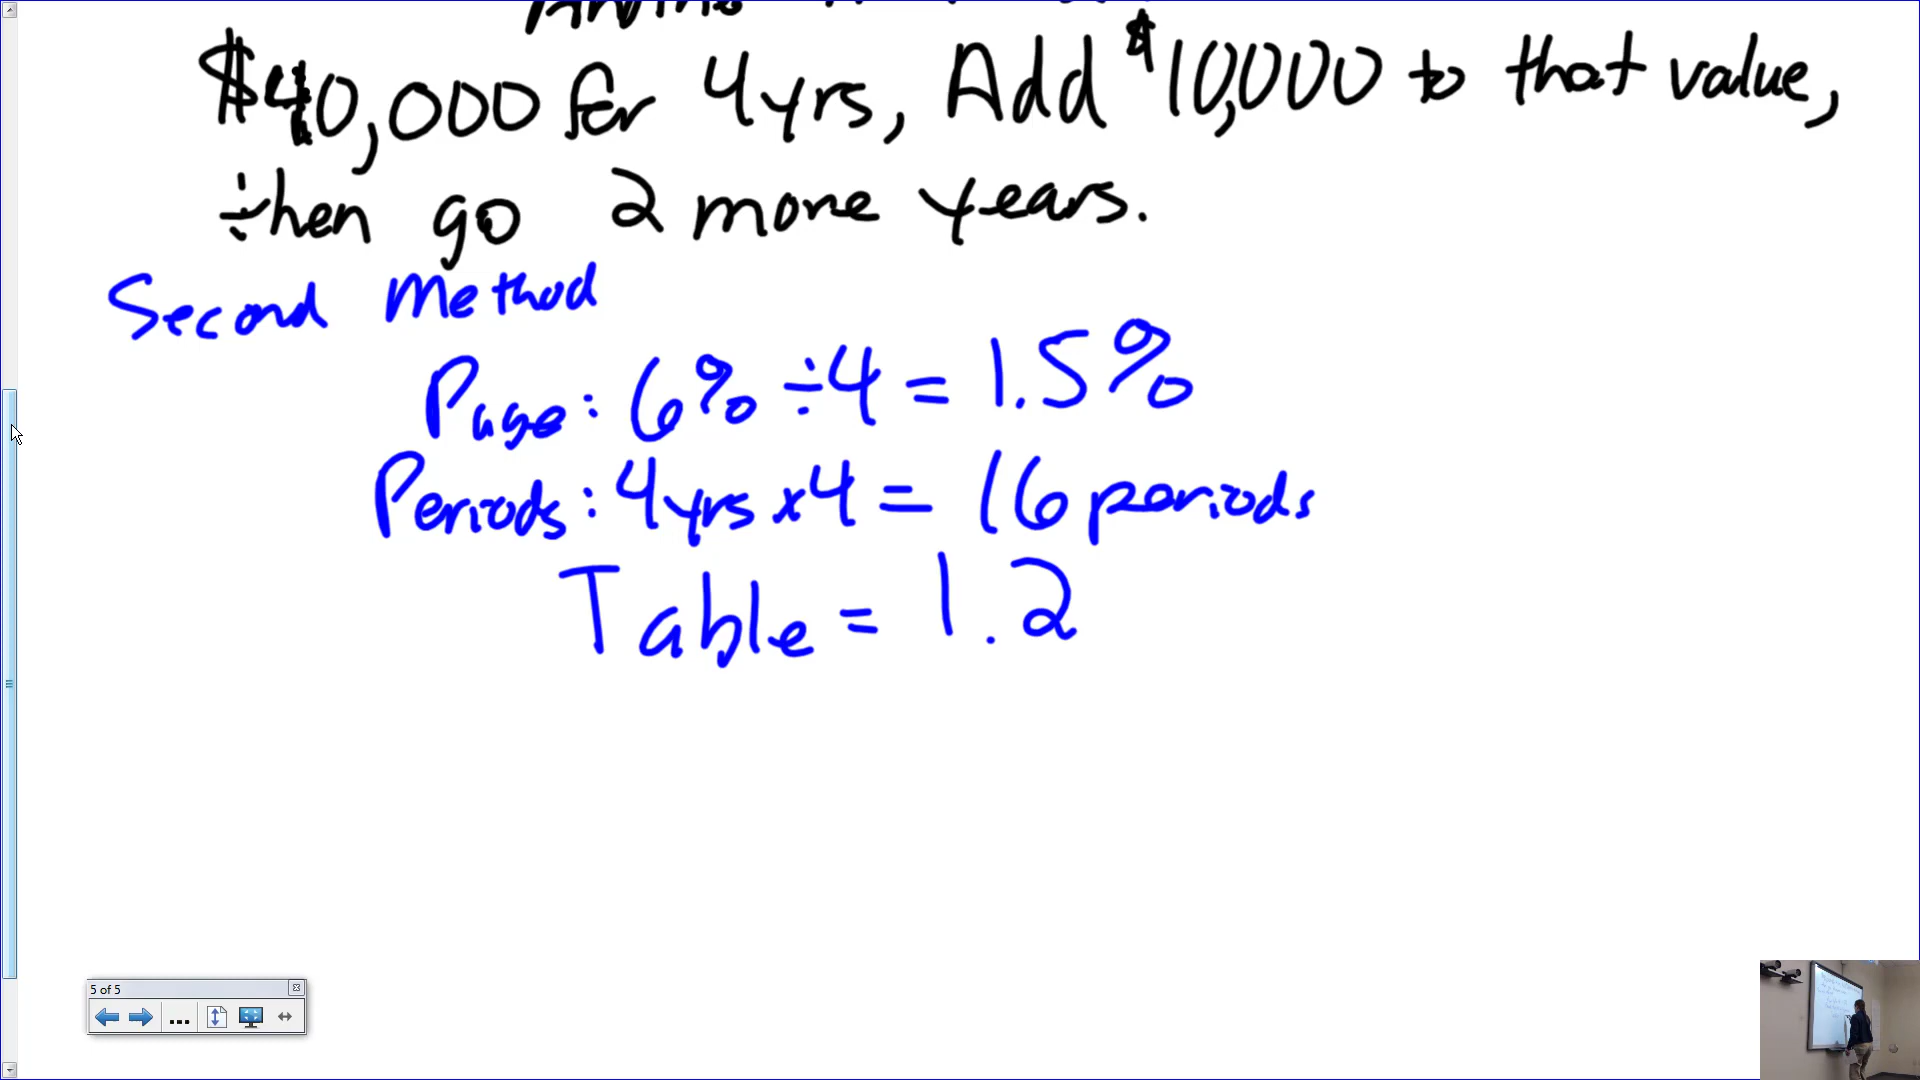 $40,000 for 4yrs, Add $10,000 to that value,
then go 2 more years.
Second Method
Page: 6% ÷4 = 1.5%
Periods: 4yrs x4 = 16 periods
Table = 1.2
5 of 5
...